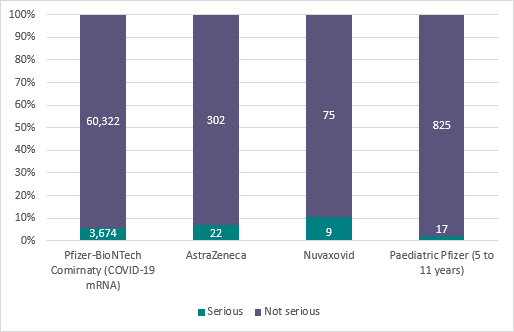 100%
90%
80%
70%
60%
50%
40%
30%
20%
10%
0%
60,322
302
75
825
3,674
22
9
17
Pfizer-BioNTech
Comirnaty (COVID-19
mRNA)
AstraZeneca
Nuvaxovid
Paediatric Pfizer (5 to
11 years)
Serious
Not serious